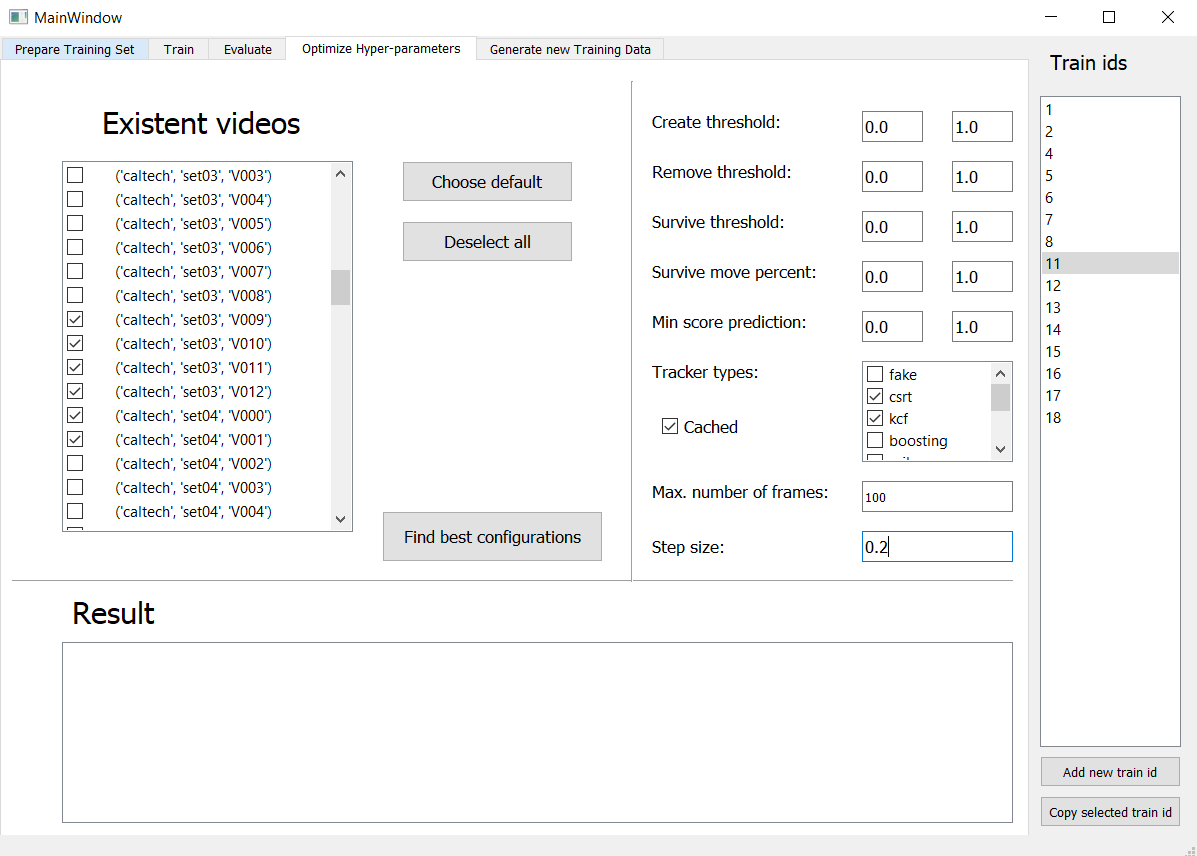 MainWindow
Prepare Training Set
Train
Evaluate
Optimize Hyper-parameters
Generate new Training Data
Existent videos
('caltech', 'set03', 'V003')
('caltech', 'set03', 'V004')
('caltech', 'set03', 'V005')
('caltech', 'set03', 'V006')
('caltech', 'set03', 'V007')
('caltech', 'set03', 'V008')
('caltech', 'set03', 'V009')
('caltech', 'set03', 'V010')
('caltech', 'set03', 'V011')
('caltech', 'set03', 'V012')
('caltech', 'set04', 'V000')
('caltech', 'set04', 'V001')
('caltech', 'set04', 'V002')
('caltech', 'set04', 'V003')
('caltech', 'set04', 'V004')
Choose default
Deselect all
Find best configurations
Create threshold: 0.0 1.0
Remove threshold: 0.0 1.0
Survive threshold: 0.0 1.0
Survive move percent: 0.0 1.0
Min score prediction: 0.0 1.0
Tracker types:
fake
csrt
kcf
boosting
Cached
Max. number of frames: 100
Step size: 0.2
Result
Train ids
1
2
4
5
6
7
8
11
12
13
14
15
16
17
18
Add new train id
Copy selected train id